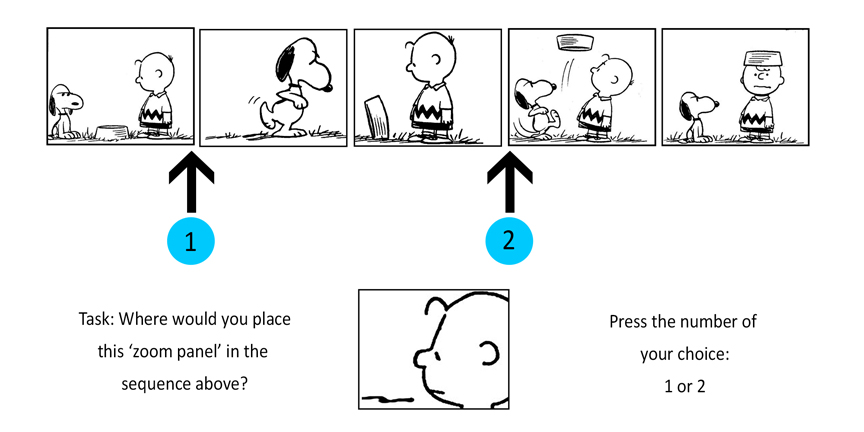 1
2
Task: Where would you place
this ‘zoom panel’ in the
sequence above?
Press the number of
your choice:
1 or 2